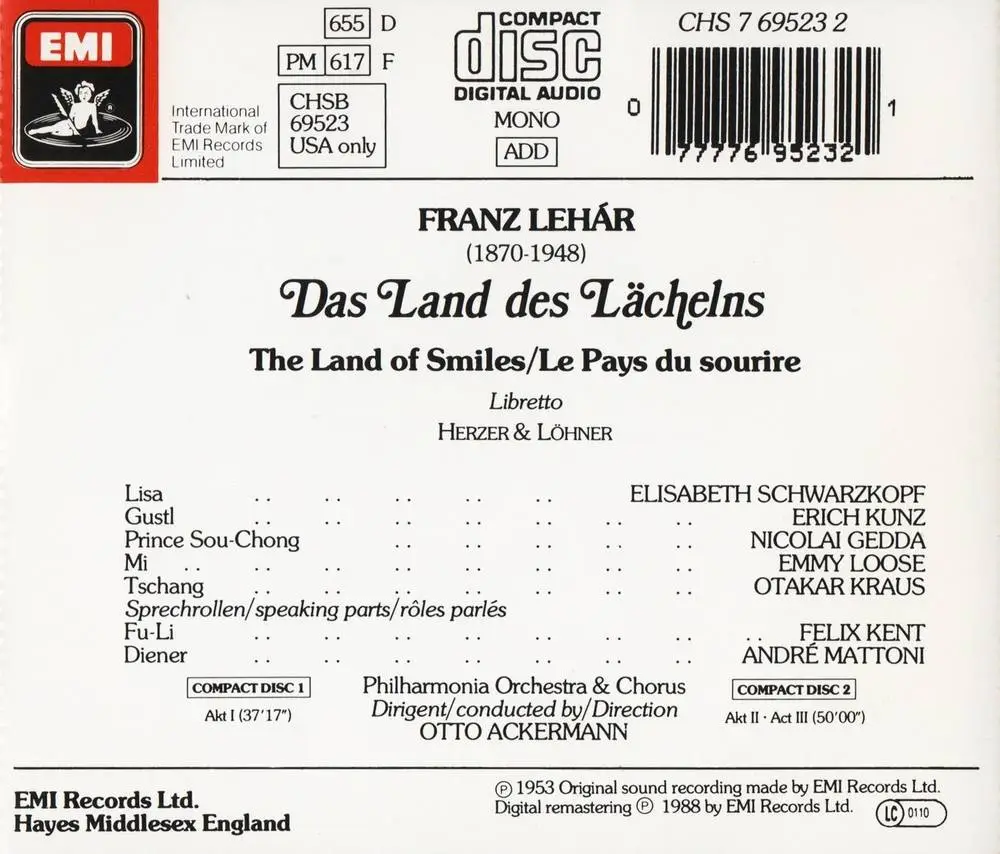 EMI
®
International
Trade Mark of
EMI Records
Limited
655 D
PM 617 F
CHSB
69523
USA only
COMPACT
disc
DIGITAL AUDIO
MONO
ADD
CHS 7 69523 2
0 77776 95232 1
FRANZ LEHÁR
(1870-1948)
Das Land des Lächelns
The Land of Smiles/Le Pays du sourire
Libretto
HERZER & LÖHNER
Lisa .. .. .. .. .. ELISABETH SCHWARZKOPF
Gustl .. .. .. .. .. .. .. ERICH KUNZ
Prince Sou-Chong .. .. .. .. .. NICOLAI GEDDA
Mi .. .. .. .. .. .. .. .. EMMY LOOSE
Tschang .. .. .. .. .. .. .. OTAKAR KRAUS
Sprechrollen/speaking parts/rôles parlés
Fu-Li .. .. .. .. .. .. .. .. FELIX KENT
Diener .. .. .. .. .. .. .. ANDRÉ MATTONI
COMPACT DISC 1
Akt I (37'17")
Philharmonia Orchestra & Chorus
Dirigent/conducted by/Direction
OTTO ACKERMANN
COMPACT DISC 2
Akt II · Act III (50'00")
EMI Records Ltd.
Hayes Middlesex England
℗ 1953 Original sound recording made by EMI Records Ltd.
Digital remastering ℗ 1988 by EMI Records Ltd.
LC 0110